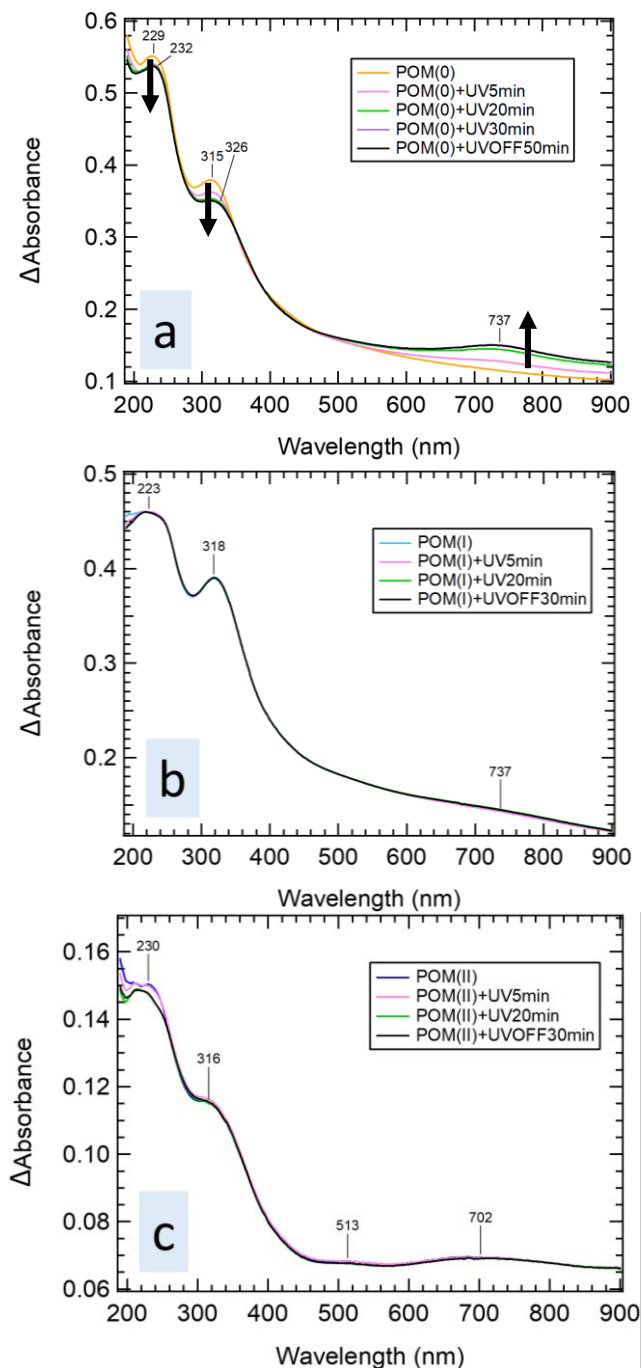 0.6
0.5
0.4
0.3
0.2
0.1
ΔAbsorbance
229
232
315
326
737
POM(0)
POM(0)+UV5min
POM(0)+UV20min
POM(0)+UV30min
POM(0)+UVOFF50min
a
200 300 400 500 600 700 800 900
Wavelength (nm)
0.5
0.4
0.3
0.2
ΔAbsorbance
223
318
737
POM(I)
POM(I)+UV5min
POM(I)+UV20min
POM(I)+UVOFF30min
b
200 300 400 500 600 700 800 900
Wavelength (nm)
0.16
0.14
0.12
0.10
0.08
0.06
ΔAbsorbance
230
316
513
702
POM(II)
POM(II)+UV5min
POM(II)+UV20min
POM(II)+UVOFF30min
c
200 300 400 500 600 700 800 900
Wavelength (nm)